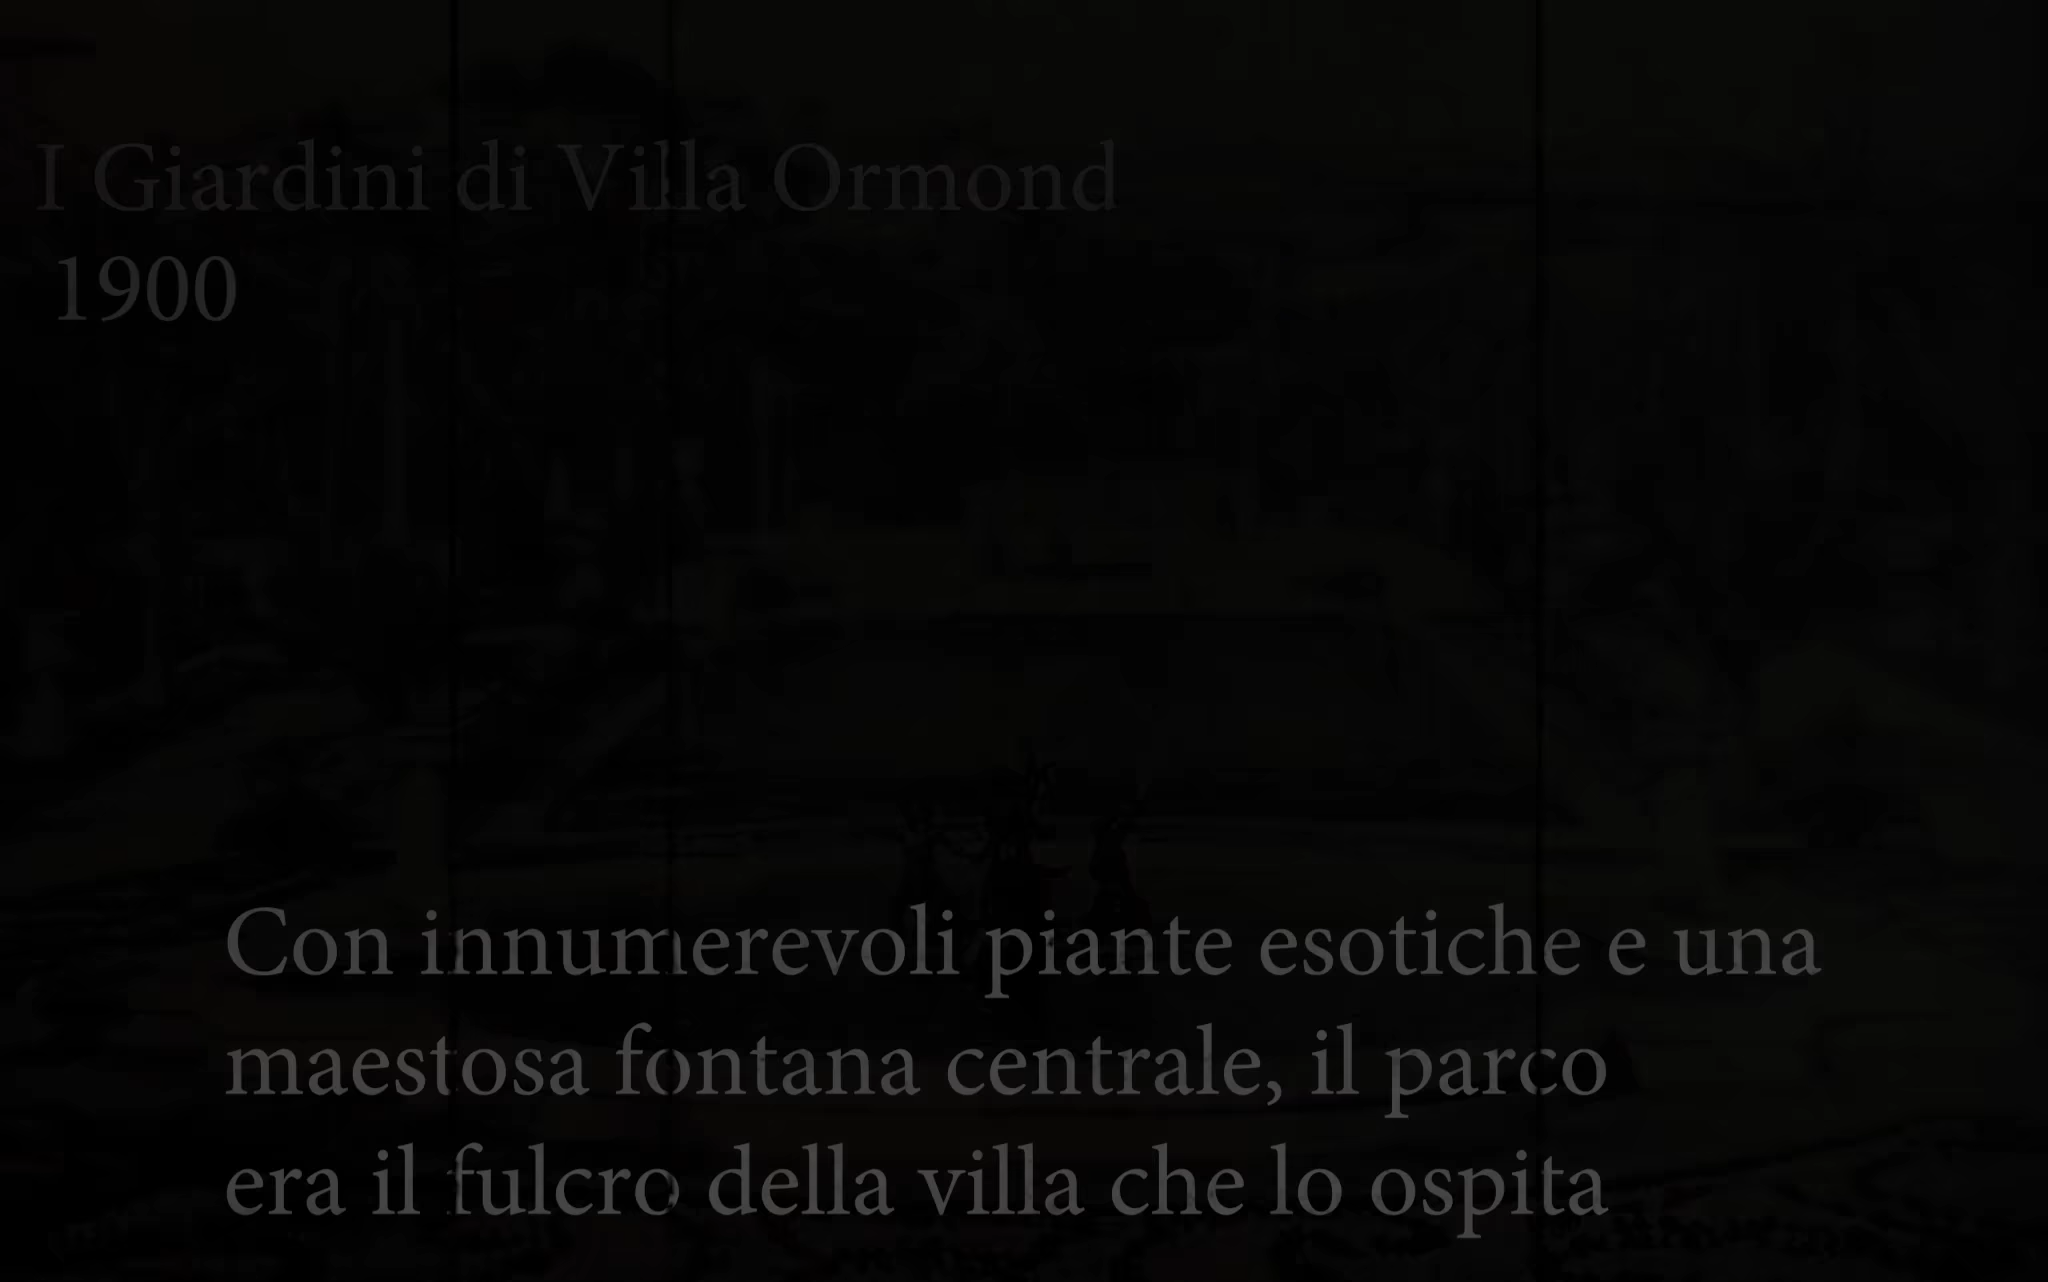 I Giardini di Villa Ormond
1900
Con innumerevoli piante esotiche e una
maestosa fontana centrale, il parco
era il fulcro della villa che lo ospita